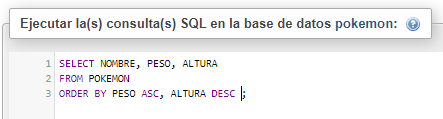 Ejecutar la(s) consulta(s) SQL en la base de datos pokemon:
1 SELECT NOMBRE, PESO, ALTURA
2 FROM POKEMON
3 ORDER BY PESO ASC, ALTURA DESC ;